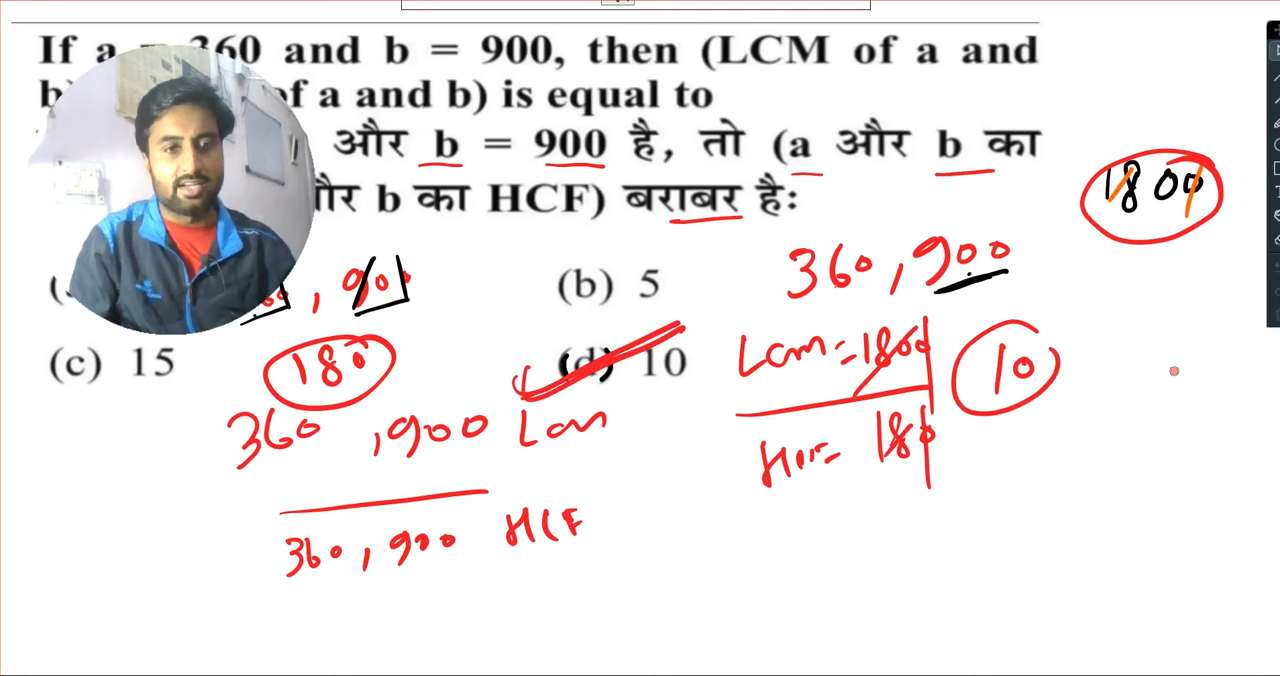 If a = 360 and b = 900, then (LCM of a and
b) of a and b) is equal to
और b = 900 है, तो (a और b का
और b का HCF) बराबर है:
1800
360, 900
, 900
(b) 5
(c) 15
180
(d) 10
LCM = 1800
10
360 , 900 Lcm
HCF = 180
360, 900 HCF